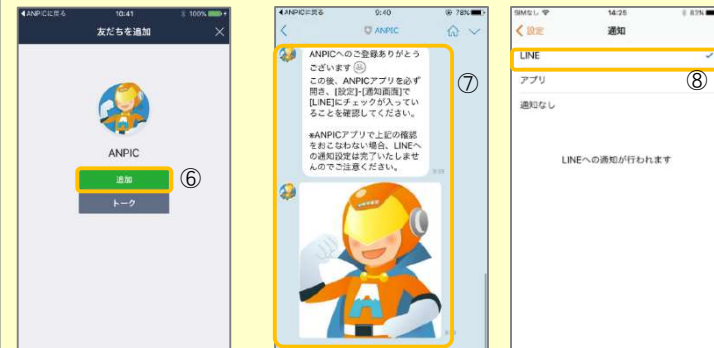 ◀ANPICに戻る 10:41 100%
友だちを追加
ANPIC
追加
⑥
トーク
◀ANPICに戻る 9:40 78%
ANPIC
ANPICへのご登録ありがとう
ございます
この後、ANPICアプリを必ず
開き、[設定]-[通知画面]で
[LINE]にチェックが入ってい
ることを確認してください。
※ANPICアプリで上記の確認
をおこなわない場合、LINEへ
の通知設定は完了いたしませ
んのでご注意ください。
⑦
SIMなし 14:25 83%
設定 通知
LINE
アプリ
⑧
通知なし
LINEへの通知が行われます